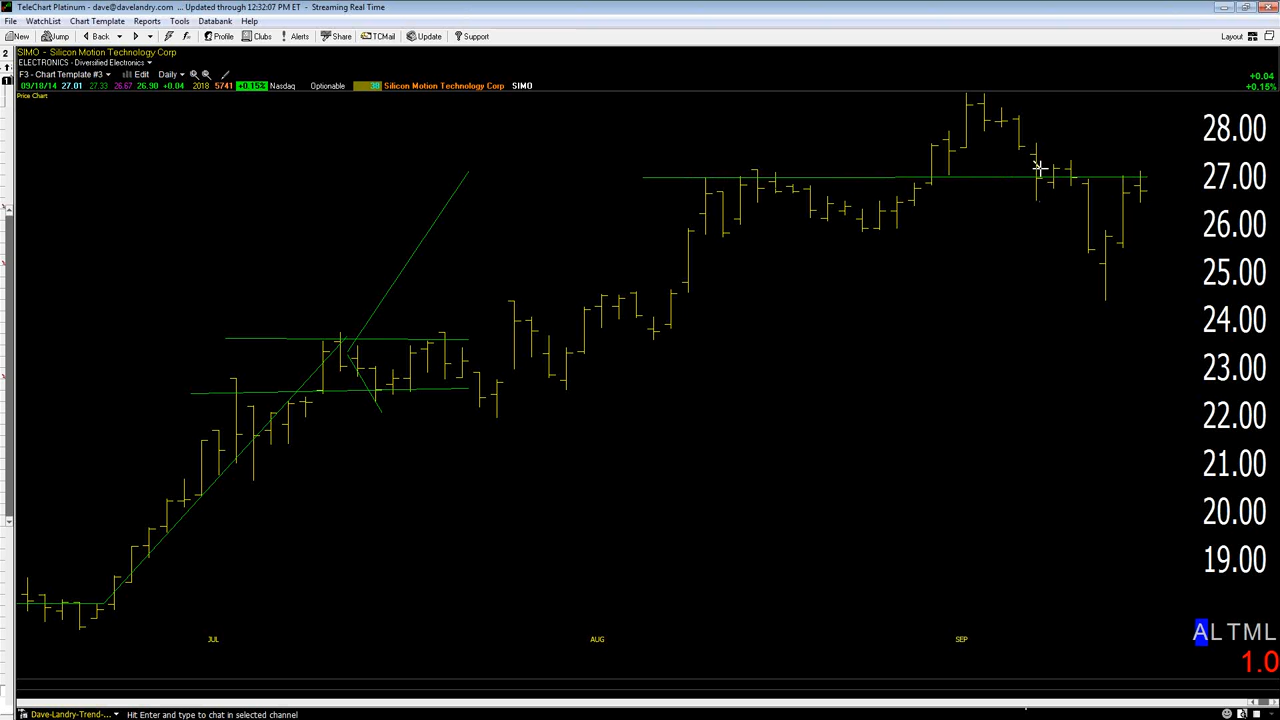 TeleChart Platinum - dave@davelandry.com ... Updated through 12:32:07 PM ET - Streaming Real Time
File WatchList Chart Template Reports Tools Databank Help
New Jump Back Profile Clubs Alerts Share TCMail Update Support Layout
2 SIMO - Silicon Motion Technology Corp
ELECTRONICS - Diversified Electronics
F3 - Chart Template #3 Edit Daily +0.04
1 09/18/14 27.01 27.33 26.67 26.90 +0.04 2018 5741 +0.15% Nasdaq Optionable 38 Silicon Motion Technology Corp SIMO +0.15%
Price Chart
28.00
27.00
26.00
25.00
24.00
23.00
22.00
21.00
20.00
19.00
ALTML
JUL AUG SEP
1.0
Dave-Landry-Trend-... Hit Enter and type to chat in selected channel